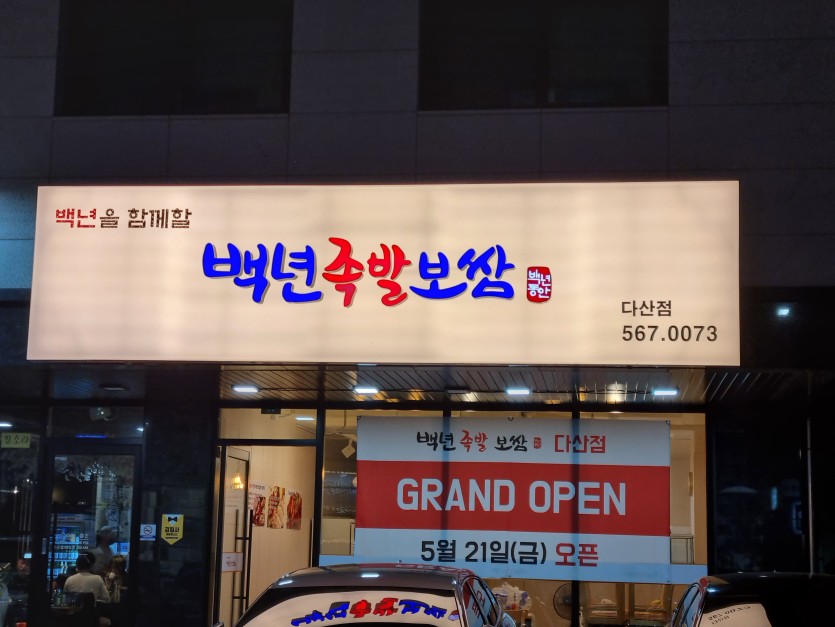 백년을 함께할
백년족발보쌈
백년
동안
다산점
567.0073
백년 족발 보쌈 다산점
GRAND OPEN
5월 21일(금) 오픈